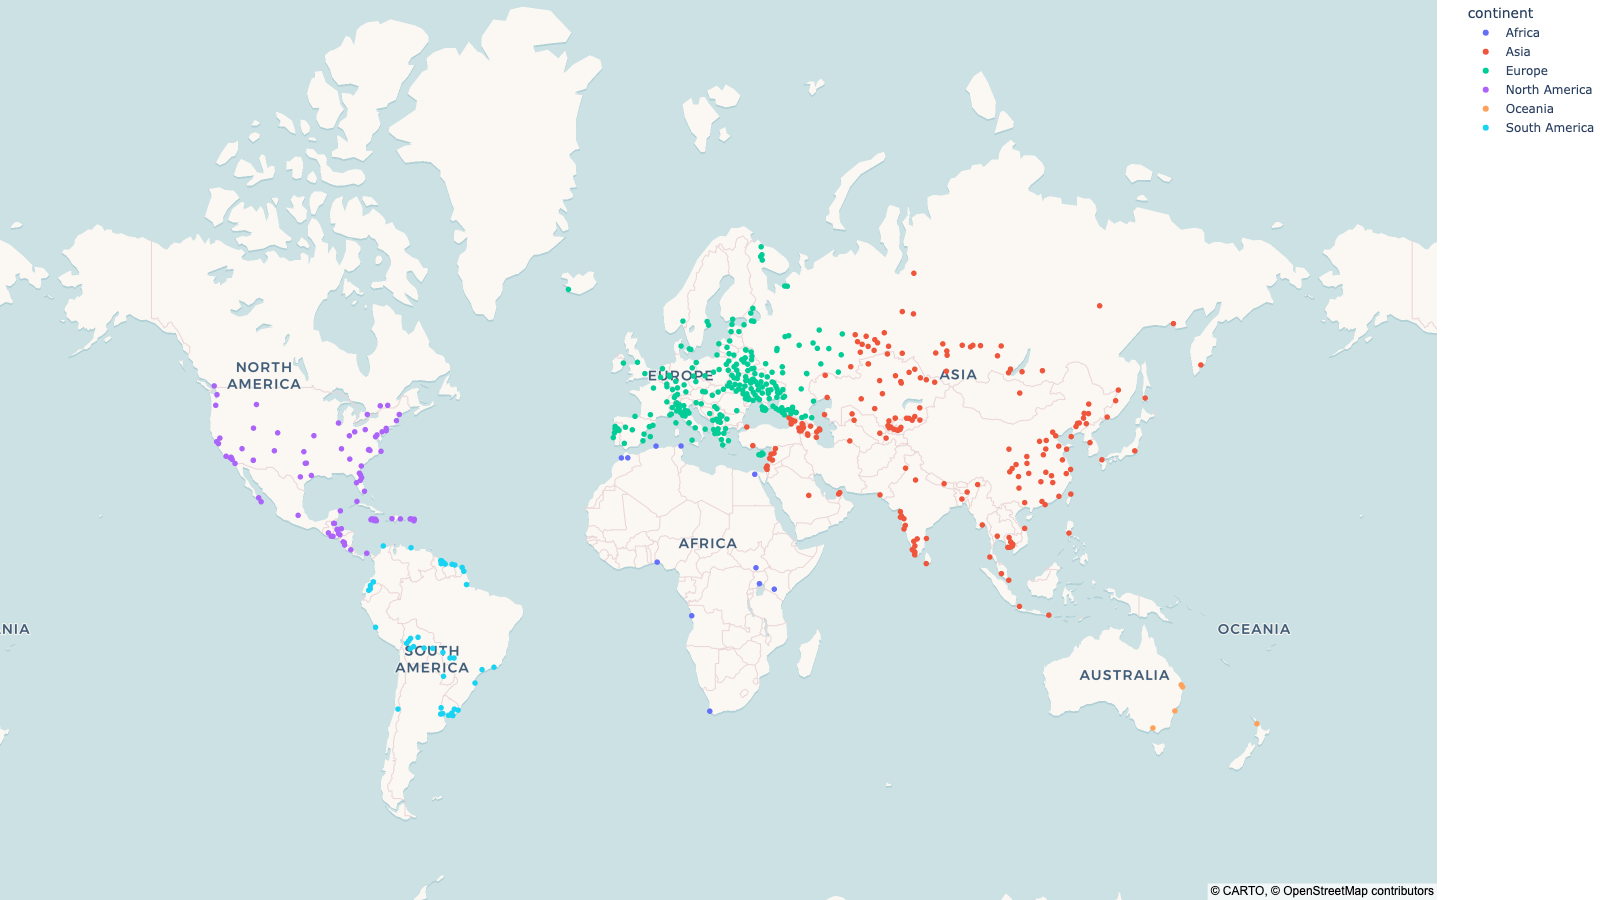 continent
Africa
Asia
Europe
North America
Oceania
South America
NORTH
AMERICA
EUROPE
ASIA
AFRICA
NIA
OCEANIA
SOUTH
AMERICA
AUSTRALIA
© CARTO, © OpenStreetMap contributors